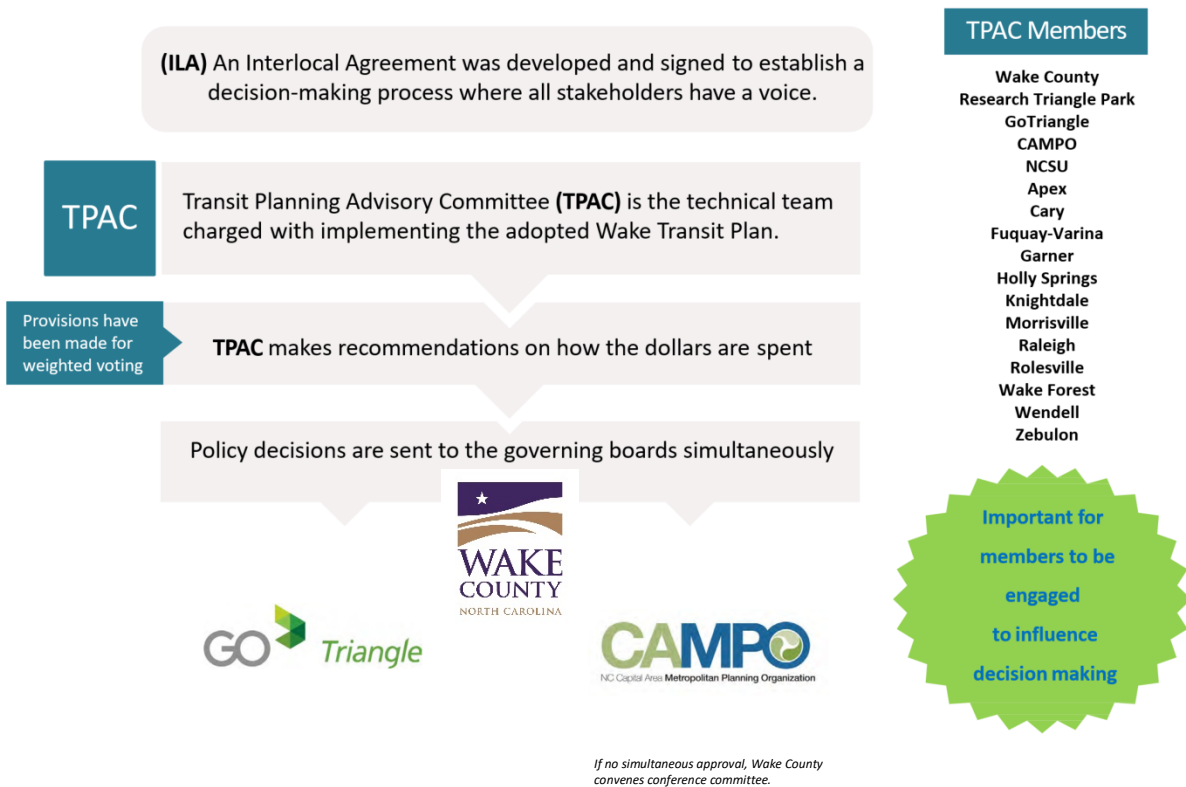 (ILA) An Interlocal Agreement was developed and signed to establish a
decision-making process where all stakeholders have a voice.
TPAC
Transit Planning Advisory Committee (TPAC) is the technical team
charged with implementing the adopted Wake Transit Plan.
Provisions have
been made for
weighted voting
TPAC makes recommendations on how the dollars are spent
Policy decisions are sent to the governing boards simultaneously
WAKE
COUNTY
NORTH CAROLINA
GO Triangle
CAMPO
NC Capital Area Metropolitan Planning Organization
If no simultaneous approval, Wake County
convenes conference committee.
TPAC Members
Wake County
Research Triangle Park
GoTriangle
CAMPO
NCSU
Apex
Cary
Fuquay-Varina
Garner
Holly Springs
Knightdale
Morrisville
Raleigh
Rolesville
Wake Forest
Wendell
Zebulon
Important for
members to be
engaged
to influence
decision making